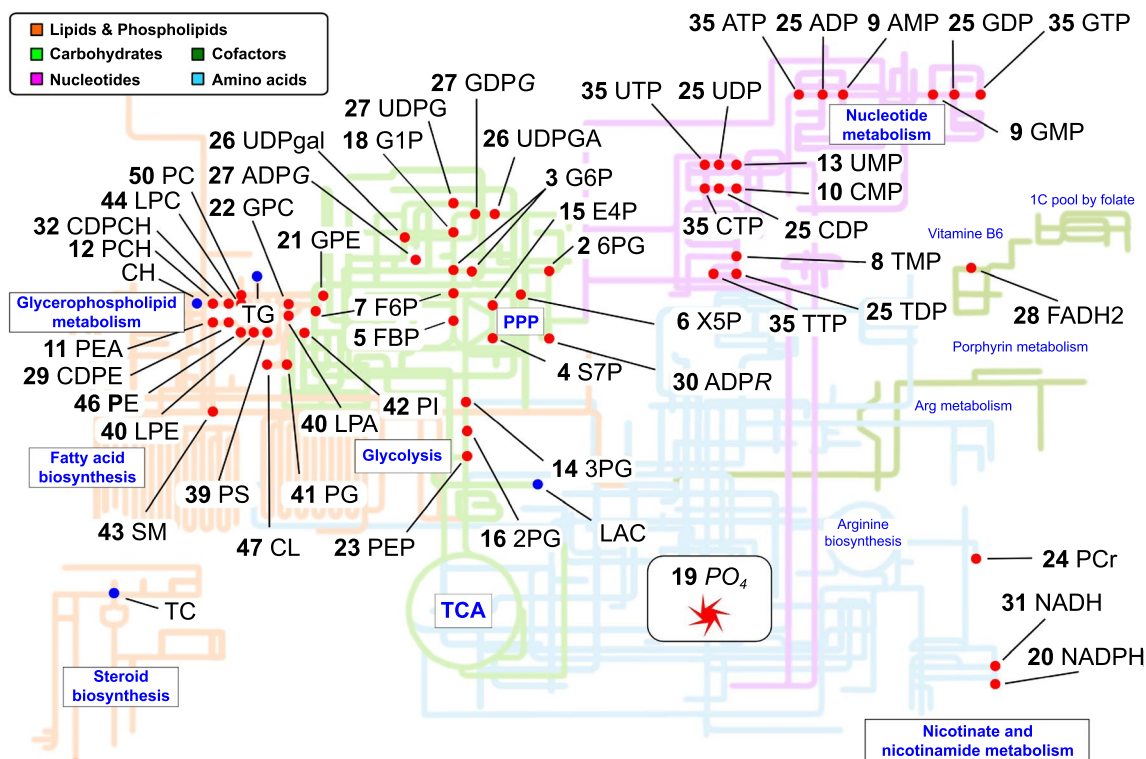 Lipids & Phospholipids
Carbohydrates
Cofactors
Nucleotides
Amino acids
35 ATP
25 ADP
9 AMP
25 GDP
35 GTP
27 GDPG
35 UTP
25 UDP
27 UDPG
Nucleotide
metabolism
9 GMP
26 UDPgal
18 G1P
26 UDPGA
13 UMP
50 PC
27 ADPG
3 G6P
10 CMP
44 LPC
22 GPC
15 E4P
1C pool by folate
32 CDPCH
21 GPE
35 CTP
25 CDP
Vitamine B6
12 PCH
2 6PG
8 TMP
CH
Glycerophospholipid
metabolism
TG
7 F6P
PPP
6 X5P
35 TTP
25 TDP
28 FADH2
5 FBP
11 PEA
Porphyrin metabolism
29 CDPE
4 S7P
30 ADPR
46 PE
42 PI
Arg metabolism
40 LPE
40 LPA
Fatty acid
biosynthesis
Glycolysis
14 3PG
39 PS
41 PG
43 SM
47 CL
23 PEP
16 2PG
LAC
Arginine
biosynthesis
24 PCr
19 PO4
31 NADH
TC
TCA
20 NADPH
Steroid
biosynthesis
Nicotinate and
nicotinamide metabolism